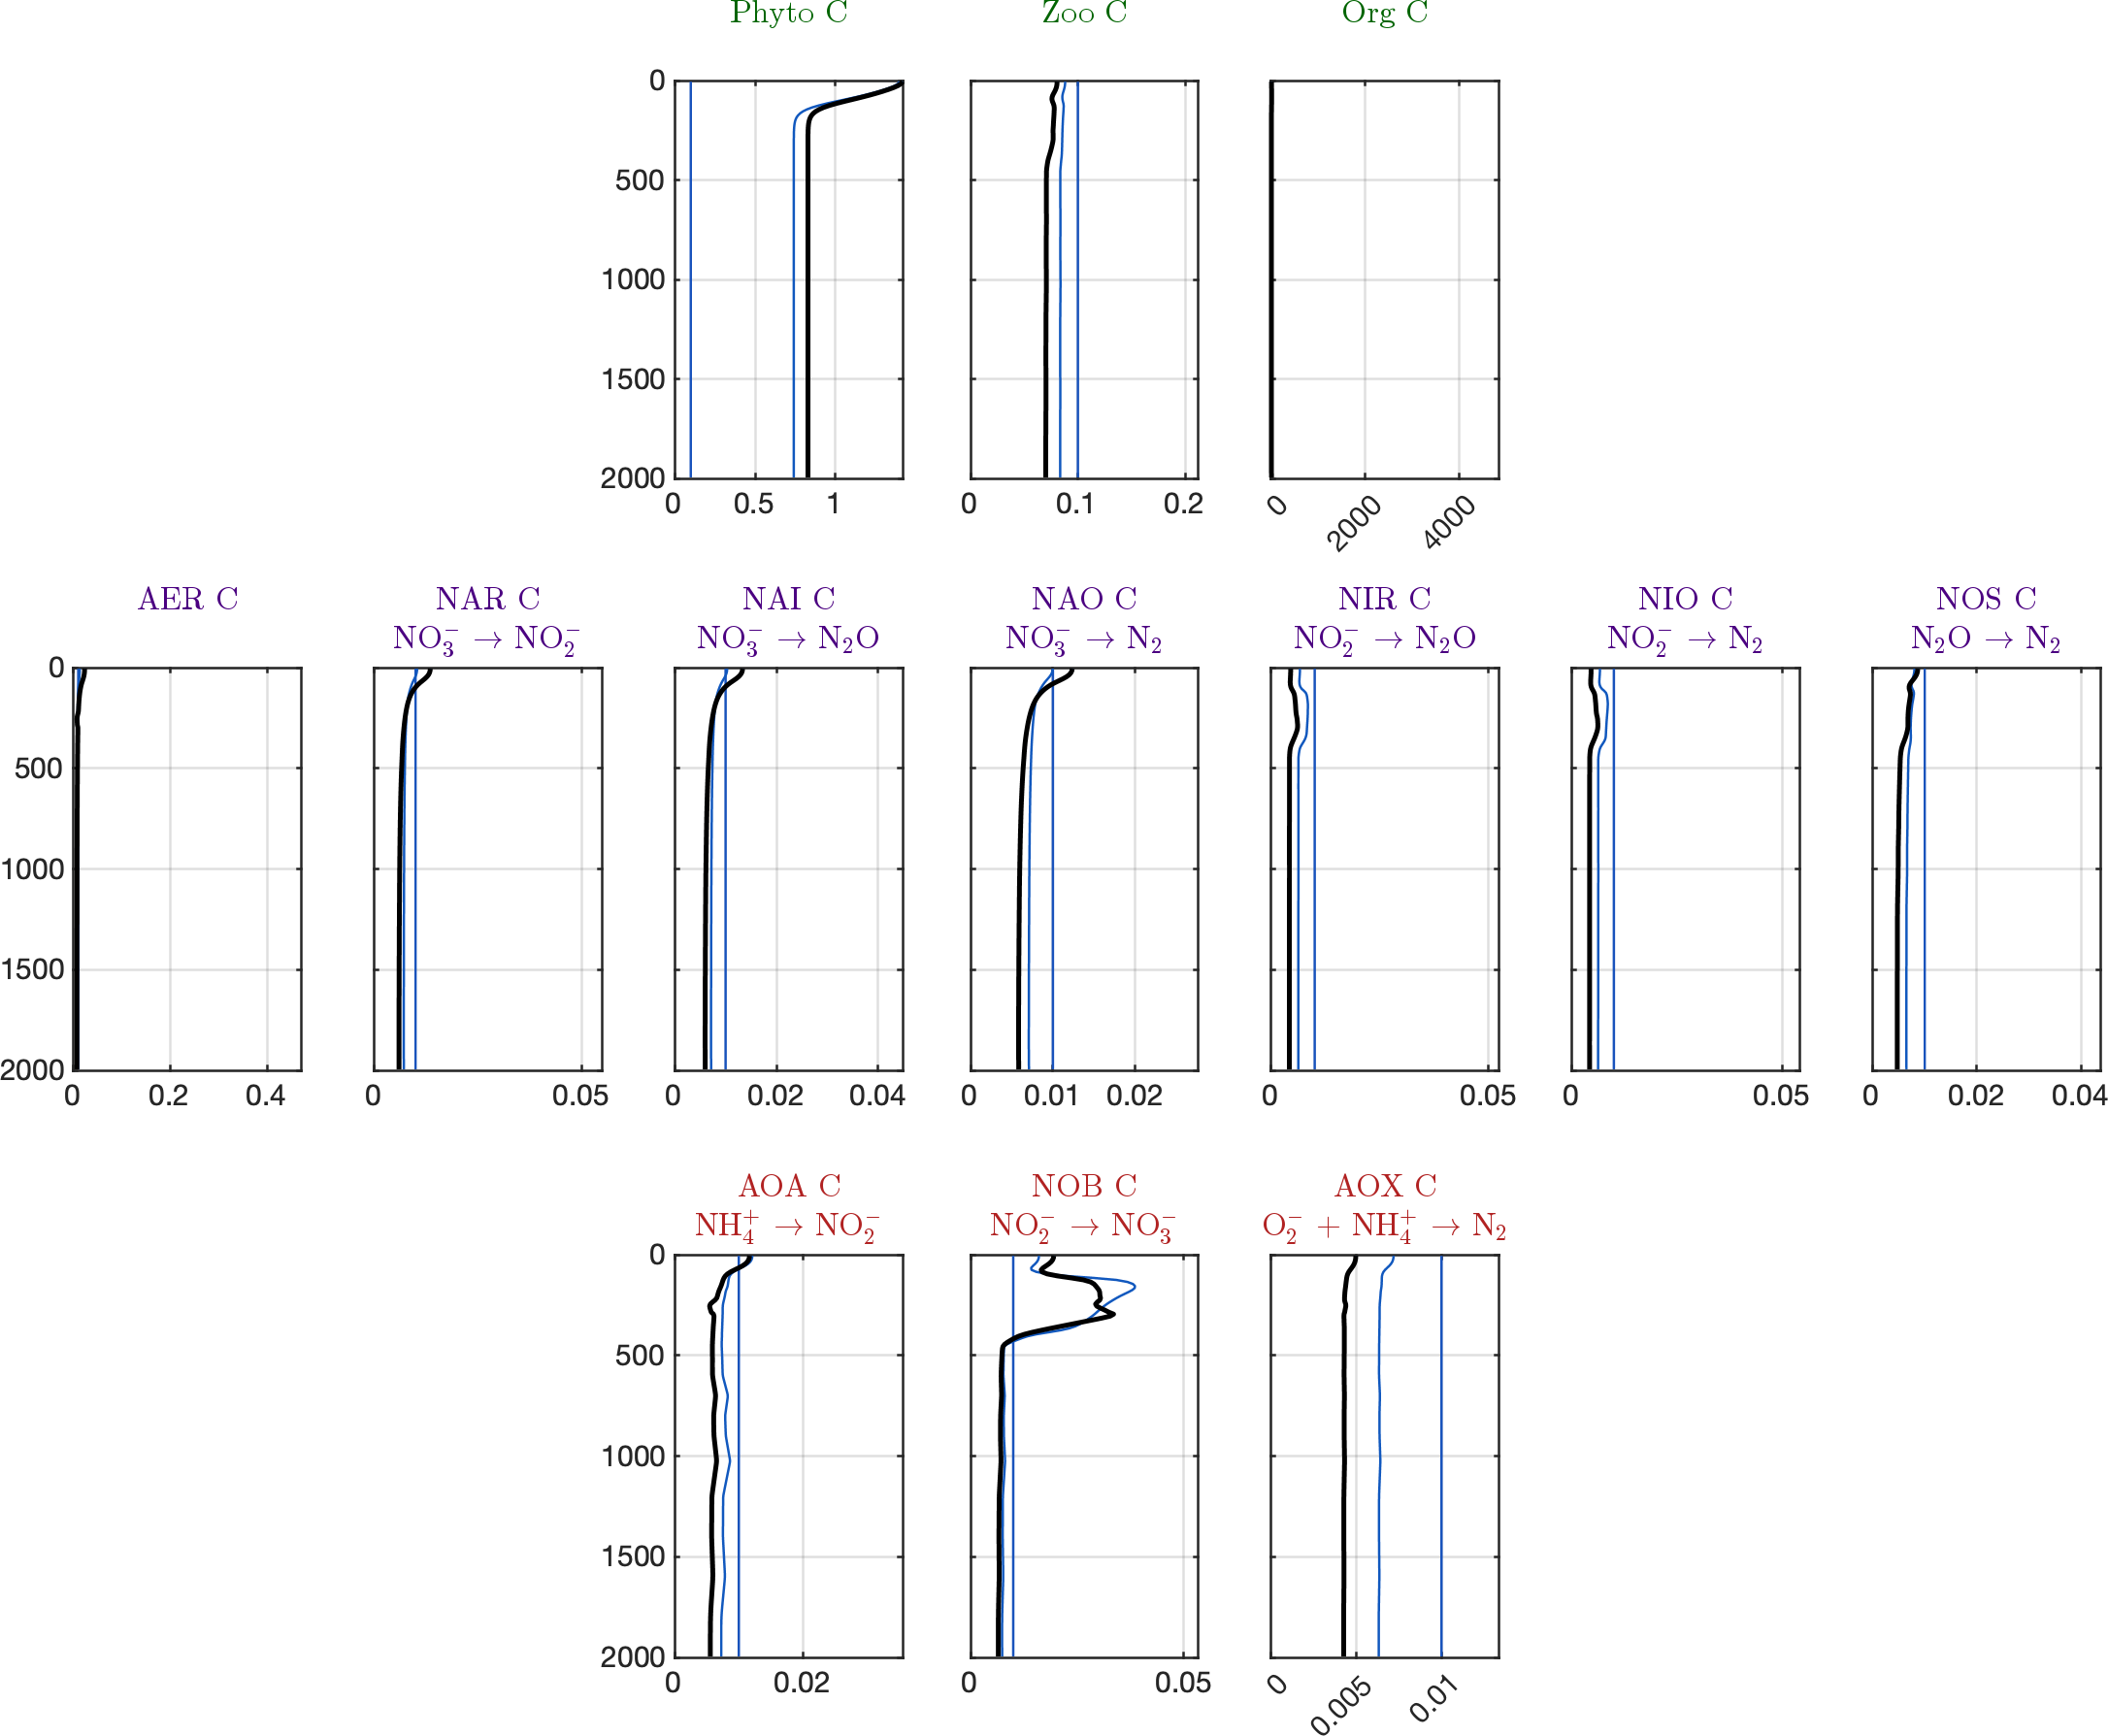 Phyto C Zoo C Org C
0
500
1000
1500
2000
0 0.5 1 0 0.1 0.2 0 2000 4000
AER C NAR C NAI C NAO C NIR C NIO C NOS C
NO₃⁻ → NO₂⁻ NO₃⁻ → N₂O NO₃⁻ → N₂ NO₂⁻ → N₂O NO₂⁻ → N₂ N₂O → N₂
0
500
1000
1500
2000
0 0.2 0.4 0 0.05 0 0.02 0.04 0 0.01 0.02 0 0.05 0 0.05 0 0.02 0.04
AOA C NOB C AOX C
NH₄⁺ → NO₂⁻ NO₂⁻ → NO₃⁻ O₂⁻ + NH₄⁺ → N₂
0
500
1000
1500
2000
0 0.02 0 0.05 0 0.005 0.01